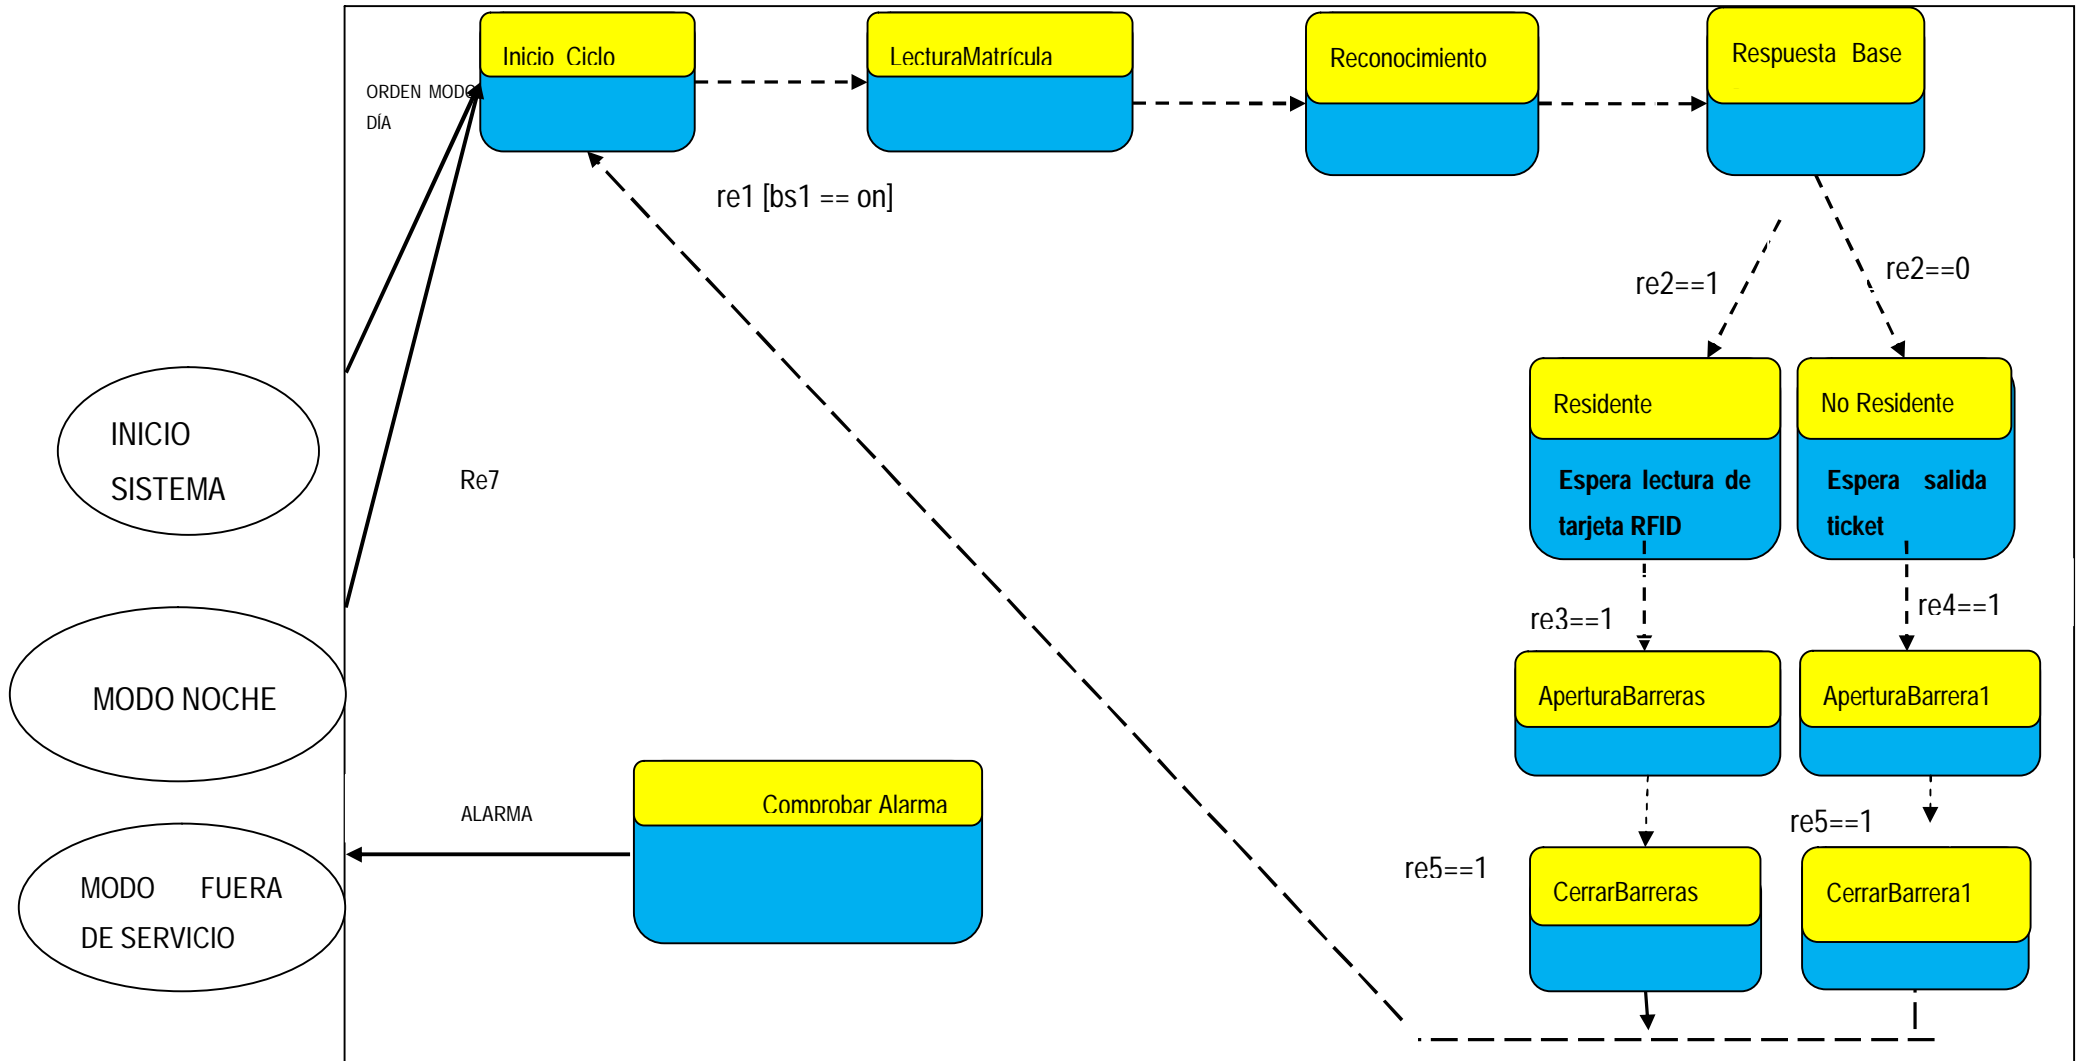 Inicio Ciclo
LecturaMatrícula
Reconocimiento
Respuesta Base
ORDEN MODO
DÍA
re1 [bs1 == on]
re2==1
re2==0
Residente
No Residente
INICIO
SISTEMA
Re7
Espera lectura de
tarjeta RFID
Espera salida
ticket
re3==1
re4==1
MODO NOCHE
AperturaBarreras
AperturaBarrera1
Comprobar Alarma
ALARMA
re5==1
re5==1
MODO FUERA
DE SERVICIO
CerrarBarreras
CerrarBarrera1